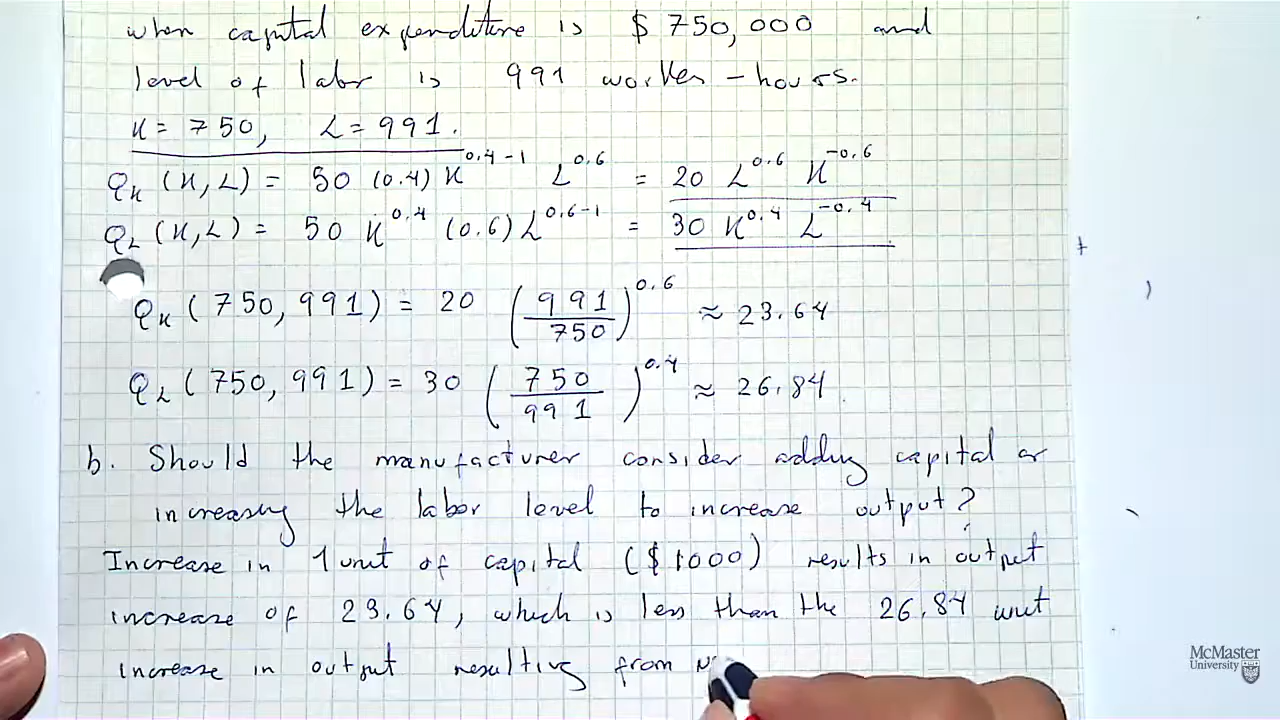 when capital expenditure is $ 750,000 and
level of labor is 991 worker-hours.
K = 750, L = 991.
Q_K (K, L) = 50 (0.4) K^{0.4-1} L^{0.6} = 20 L^{0.6} K^{-0.6}
Q_L (K, L) = 50 K^{0.4} (0.6) L^{0.6-1} = 30 K^{0.4} L^{-0.4}
Q_K (750, 991) = 20 (991/750)^{0.6} ≈ 23.64
Q_L (750, 991) = 30 (750/991)^{0.4} ≈ 26.84
b. Should the manufacturer consider adding capital or
increasing the labor level to increase output?
Increase in 1 unit of capital ($1000) results in output
increase of 23.64, which is less than the 26.84 unit
increase in output resulting from
McMaster
University